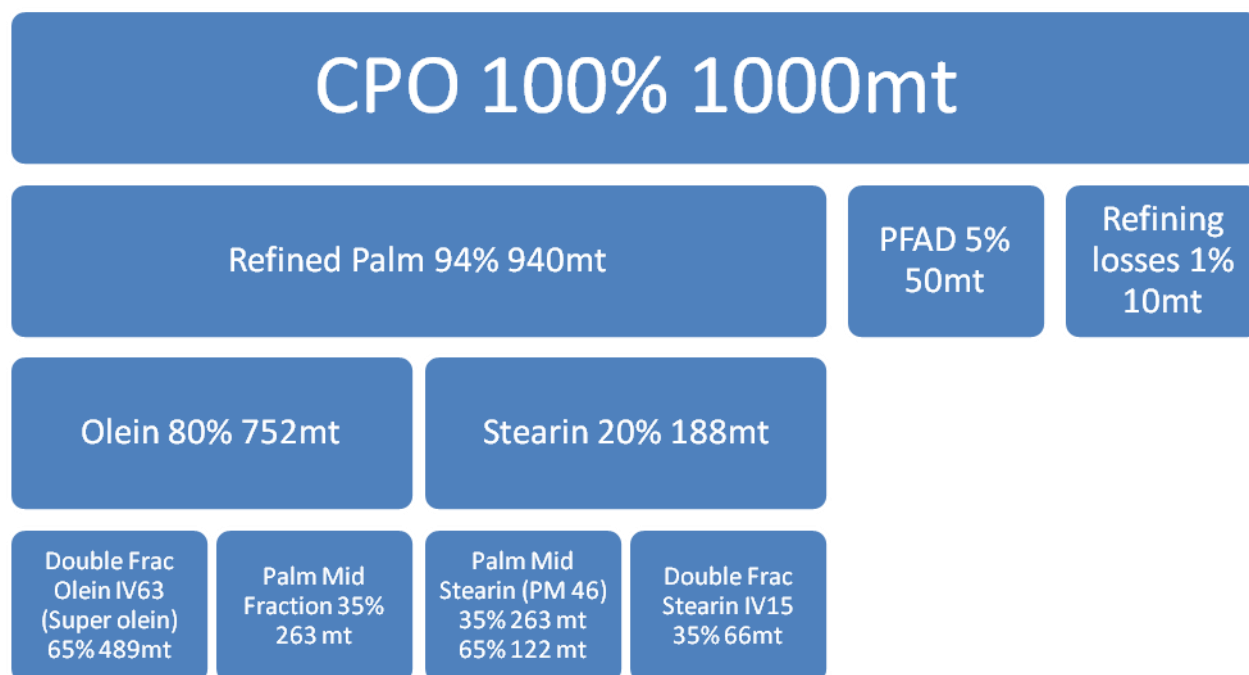 CPO 100% 1000mt
Refined Palm 94% 940mt
PFAD 5%
50mt
Refining
losses 1%
10mt
Olein 80% 752mt
Stearin 20% 188mt
Double Frac
Olein IV63
(Super olein)
65% 489mt
Palm Mid
Fraction 35%
263 mt
Palm Mid
Stearin (PM 46)
35% 263 mt
65% 122 mt
Double Frac
Stearin IV15
35% 66mt